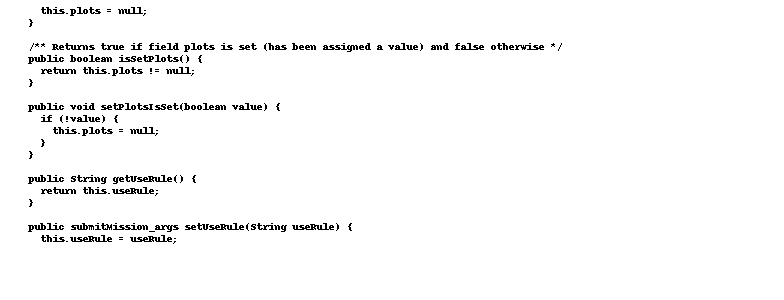 this.plots = null;
}
/** Returns true if field plots is set (has been assigned a value) and false otherwise */
public boolean isSetPlots() {
return this.plots != null;
}
public void setPlotsIsSet(boolean value) {
if (!value) {
this.plots = null;
}
}
public String getUseRule() {
return this.useRule;
}
public submitMission_args setUseRule(String useRule) {
this.useRule = useRule;